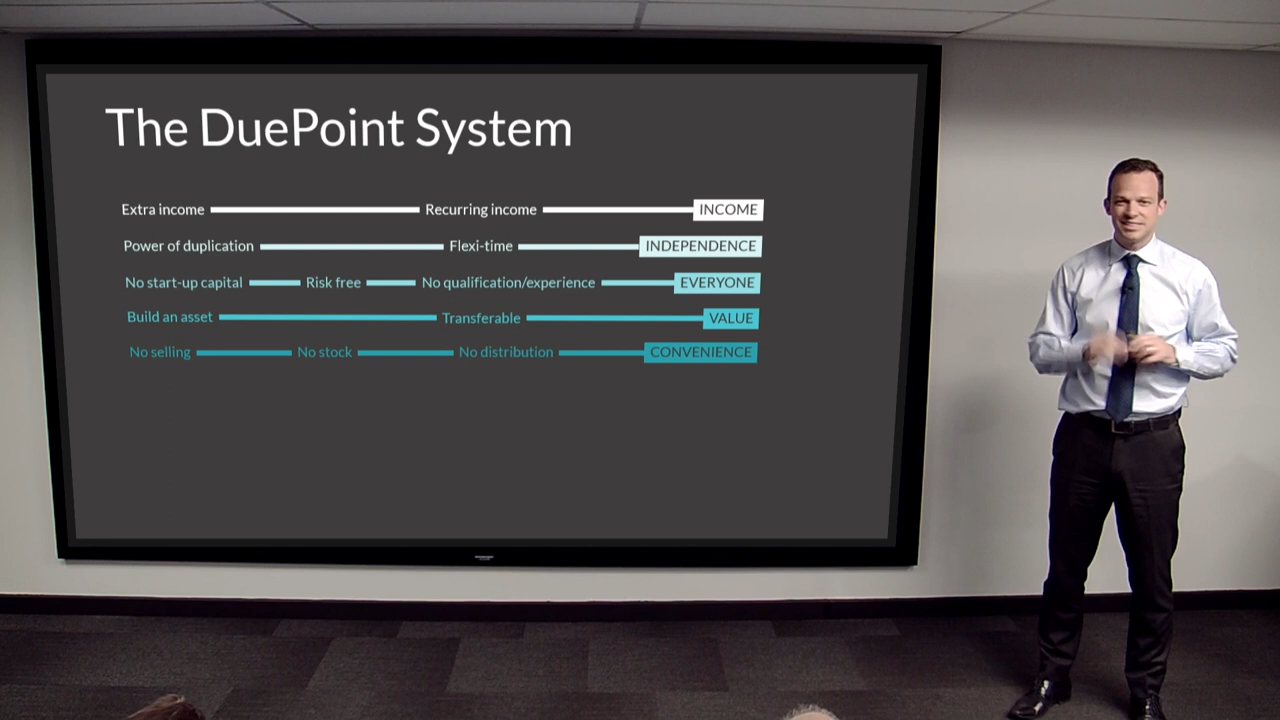 The DuePoint System
Extra income Recurring income INCOME
Power of duplication Flexi-time INDEPENDENCE
No start-up capital Risk free No qualification/experience EVERYONE
Build an asset Transferable VALUE
No selling No stock No distribution CONVENIENCE